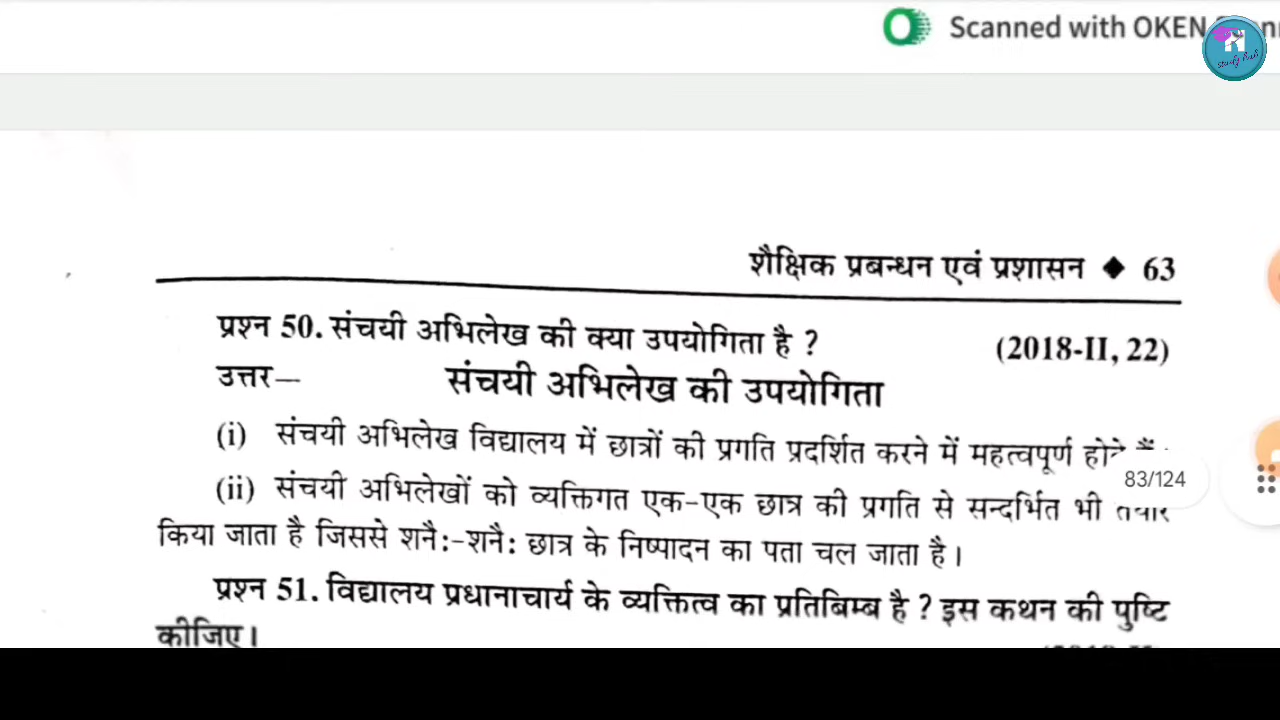 Scanned with OKEN
Study hub
शैक्षिक प्रबन्धन एवं प्रशासन ◆ 63
प्रश्न 50. संचयी अभिलेख की क्या उपयोगिता है ? (2018-II, 22)
उत्तर— संचयी अभिलेख की उपयोगिता
(i) संचयी अभिलेख विद्यालय में छात्रों की प्रगति प्रदर्शित करने में महत्वपूर्ण होते हैं
83/124
(ii) संचयी अभिलेखों को व्यक्तिगत एक-एक छात्र की प्रगति से सन्दर्भित भी तैयार
किया जाता है जिससे शनैः-शनैः छात्र के निष्पादन का पता चल जाता है।
प्रश्न 51. विद्यालय प्रधानाचार्य के व्यक्तित्व का प्रतिबिम्ब है ? इस कथन की पुष्टि
कीजिए।